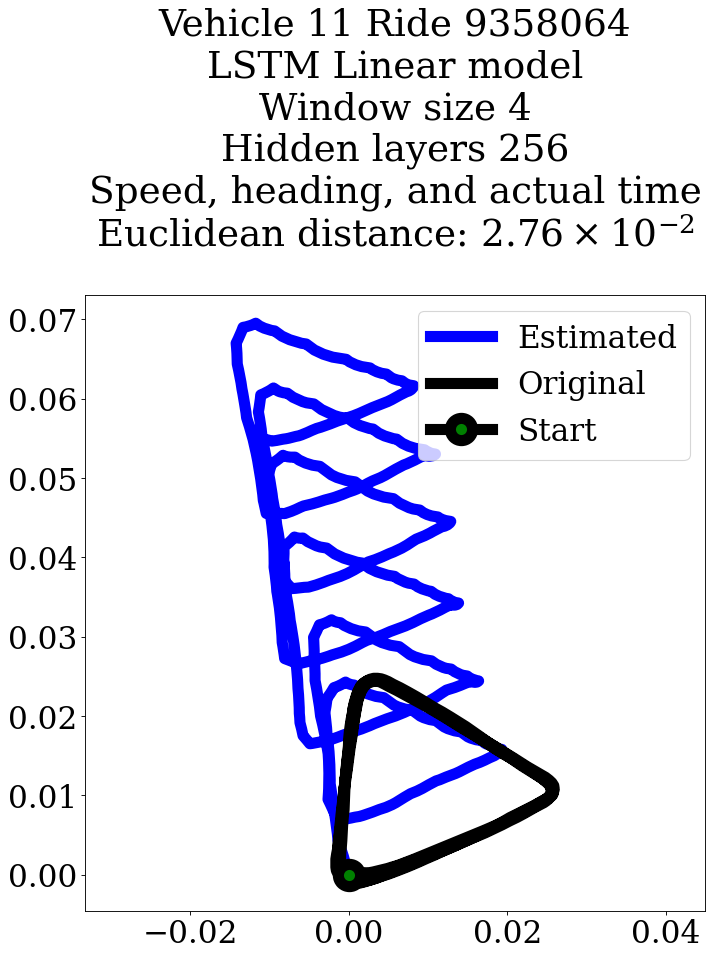 Vehicle 11 Ride 9358064
LSTM Linear model
Window size 4
Hidden layers 256
Speed, heading, and actual time
Euclidean distance: 2.76 × 10⁻²
0.07
0.06
0.05
0.04
0.03
0.02
0.01
0.00
Estimated
Original
Start
−0.02
0.00
0.02
0.04